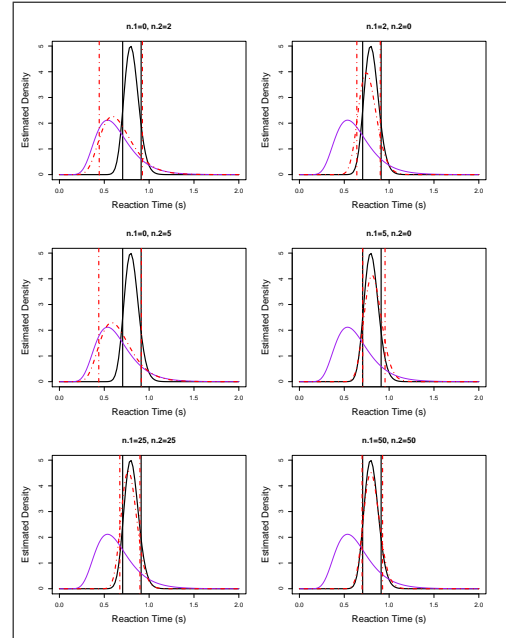 n.1=0, n.2=2
Estimated Density
0 1 2 3 4 5
0.0 0.5 1.0 1.5 2.0
Reaction Time (s)
n.1=2, n.2=0
Estimated Density
0 1 2 3 4 5
0.0 0.5 1.0 1.5 2.0
Reaction Time (s)
n.1=0, n.2=5
Estimated Density
0 1 2 3 4 5
0.0 0.5 1.0 1.5 2.0
Reaction Time (s)
n.1=5, n.2=0
Estimated Density
0 1 2 3 4 5
0.0 0.5 1.0 1.5 2.0
Reaction Time (s)
n.1=25, n.2=25
Estimated Density
0 1 2 3 4 5
0.0 0.5 1.0 1.5 2.0
Reaction Time (s)
n.1=50, n.2=50
Estimated Density
0 1 2 3 4 5
0.0 0.5 1.0 1.5 2.0
Reaction Time (s)